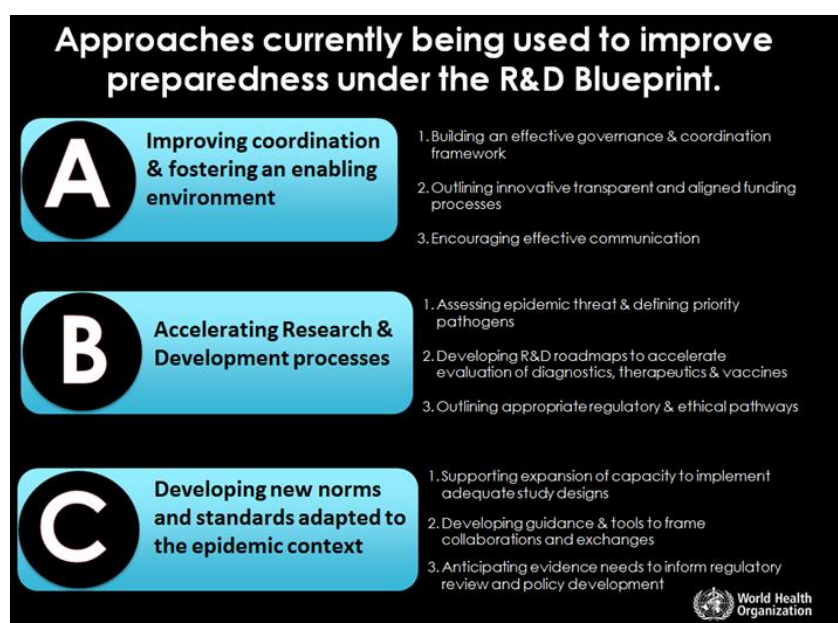 Approaches currently being used to improve
preparedness under the R&D Blueprint.
A
Improving coordination
& fostering an enabling
environment
1. Building an effective governance & coordination
framework
2. Outlining innovative transparent and aligned funding
processes
3. Encouraging effective communication
B
Accelerating Research &
Development processes
1. Assessing epidemic threat & defining priority
pathogens
2. Developing R&D roadmaps to accelerate
evaluation of diagnostics, therapeutics & vaccines
3. Outlining appropriate regulatory & ethical pathways
C
Developing new norms
and standards adapted to
the epidemic context
1. Supporting expansion of capacity to implement
adequate study designs
2. Developing guidance & tools to frame
collaborations and exchanges
3. Anticipating evidence needs to inform regulatory
review and policy development
World Health
Organization